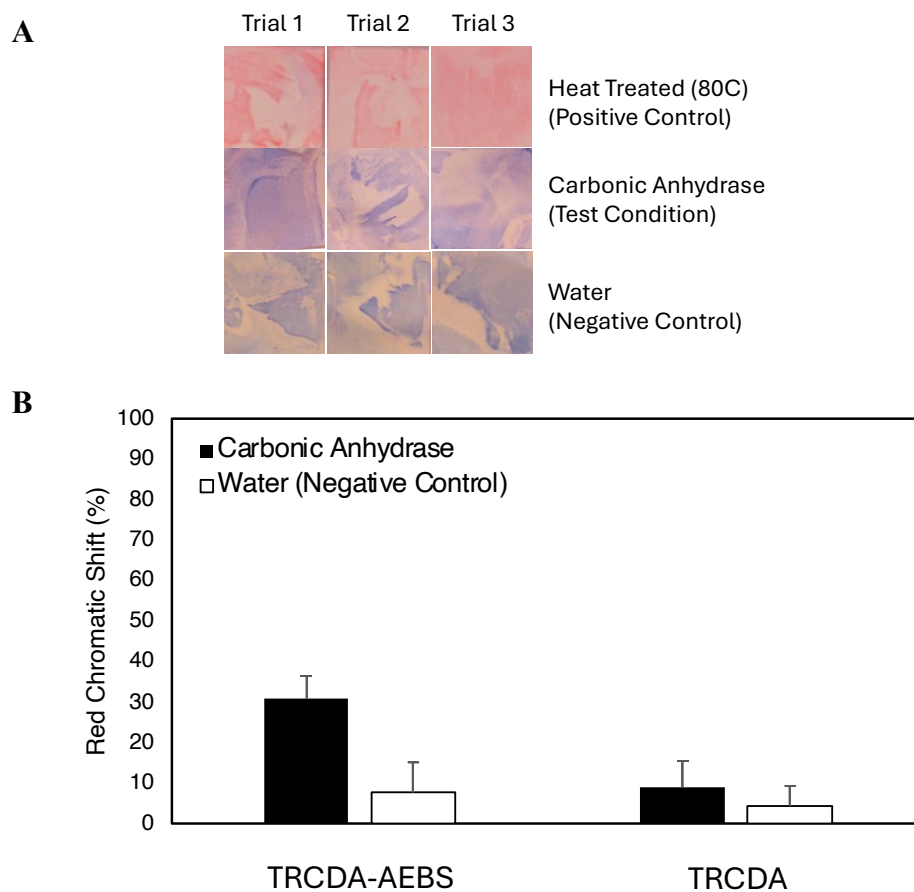 A
Trial 1 Trial 2 Trial 3
Heat Treated (80C)
(Positive Control)
Carbonic Anhydrase
(Test Condition)
Water
(Negative Control)
B
Red Chromatic Shift (%)
100
90
80
70
60
50
40
30
20
10
0
Carbonic Anhydrase
Water (Negative Control)
TRCDA-AEBS TRCDA